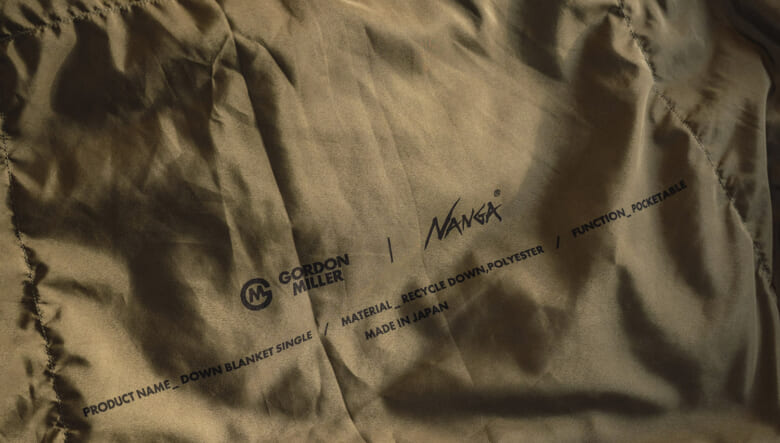 GORDON MILLER | NANGA®
PRODUCT NAME_ DOWN BLANKET SINGLE / MATERIAL_ RECYCLE DOWN,POLYESTER / FUNCTION_ POCKETABLE
MADE IN JAPAN